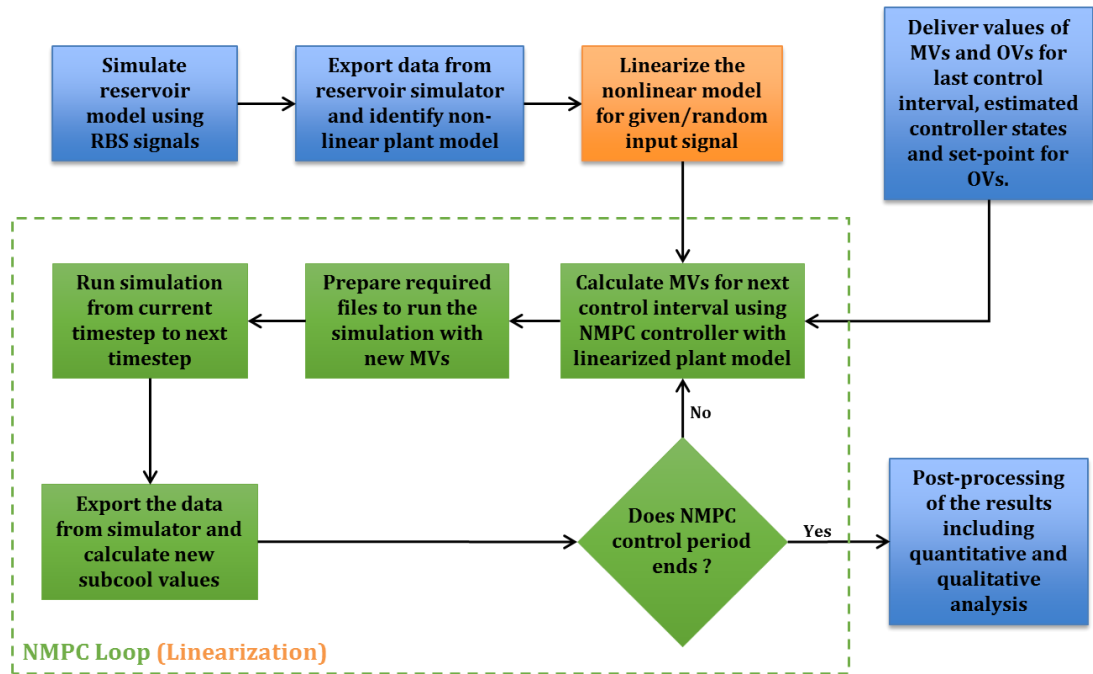 Simulate
reservoir
model using
RBS signals
Export data from
reservoir simulator
and identify non-
linear plant model
Linearize the
nonlinear model
for given/random
input signal
Deliver values of
MVs and OVs for
last control
interval, estimated
controller states
and set-point for
OVs.
Run simulation
from current
timestep to next
timestep
Prepare required
files to run the
simulation with
new MVs
Calculate MVs for next
control interval using
NMPC controller with
linearized plant model
No
Export the data
from simulator and
calculate new
subcool values
Does NMPC
control period
ends ?
Yes
Post-processing
of the results
including
quantitative and
qualitative
analysis
NMPC Loop (Linearization)